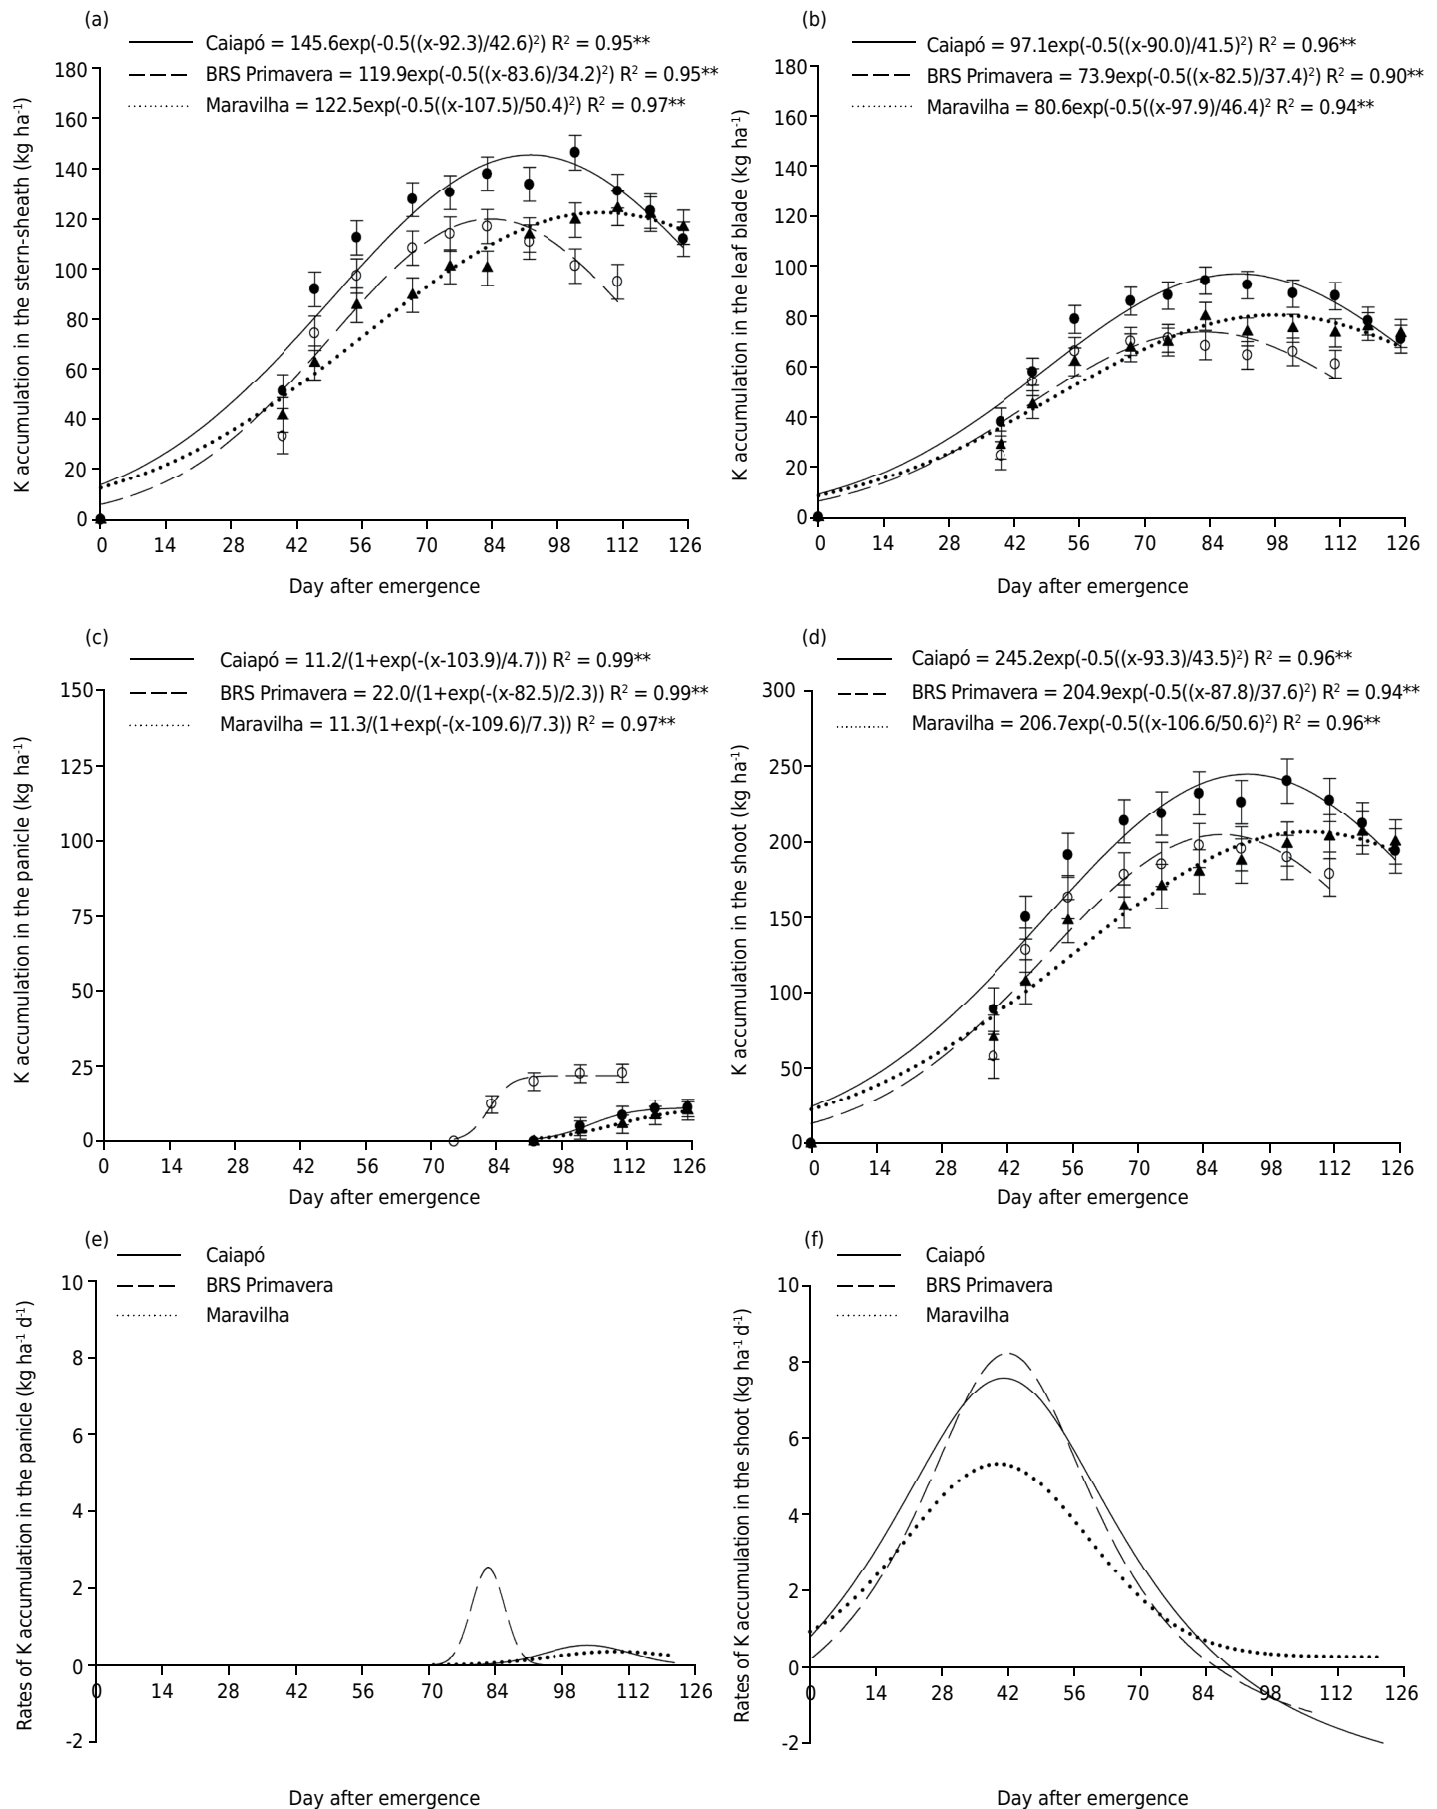 (a)
Caiapó = 145.6exp(-0.5((x-92.3)/42.6)²) R² = 0.95**
BRS Primavera = 119.9exp(-0.5((x-83.6)/34.2)²) R² = 0.95**
Maravilha = 122.5exp(-0.5((x-107.5)/50.4)²) R² = 0.97**
K accumulation in the stern-sheath (kg ha⁻¹)
180
160
140
120
100
80
60
40
20
0
0 14 28 42 56 70 84 98 112 126
Day after emergence
(b)
Caiapó = 97.1exp(-0.5((x-90.0)/41.5)²) R² = 0.96**
BRS Primavera = 73.9exp(-0.5((x-82.5)/37.4)²) R² = 0.90**
Maravilha = 80.6exp(-0.5((x-97.9)/46.4)² R² = 0.94**
K accumulation in the leaf blade (kg ha⁻¹)
180
160
140
120
100
80
60
40
20
0
0 14 28 42 56 70 84 98 112 126
Day after emergence
(c)
Caiapó = 11.2/(1+exp(-(x-103.9)/4.7)) R² = 0.99**
BRS Primavera = 22.0/(1+exp(-(x-82.5)/2.3)) R² = 0.99**
Maravilha = 11.3/(1+exp(-(x-109.6)/7.3)) R² = 0.97**
K accumulation in the panicle (kg ha⁻¹)
150
125
100
75
50
25
0
0 14 28 42 56 70 84 98 112 126
Day after emergence
(d)
Caiapó = 245.2exp(-0.5((x-93.3)/43.5)²) R² = 0.96**
BRS Primavera = 204.9exp(-0.5((x-87.8)/37.6)²) R² = 0.94**
Maravilha = 206.7exp(-0.5((x-106.6/50.6)²) R² = 0.96**
K accumulation in the shoot (kg ha⁻¹)
300
250
200
150
100
50
0
0 14 28 42 56 70 84 98 112 126
Day after emergence
(e)
Caiapó
BRS Primavera
Maravilha
Rates of K accumulation in the panicle (kg ha⁻¹ d⁻¹)
10
8
6
4
2
0
-2
0 14 28 42 56 70 84 98 112 126
Day after emergence
(f)
Caiapó
BRS Primavera
Maravilha
Rates of K accumulation in the shoot (kg ha⁻¹ d⁻¹)
10
8
6
4
2
0
-2
0 14 28 42 56 70 84 98 112 126
Day after emergence